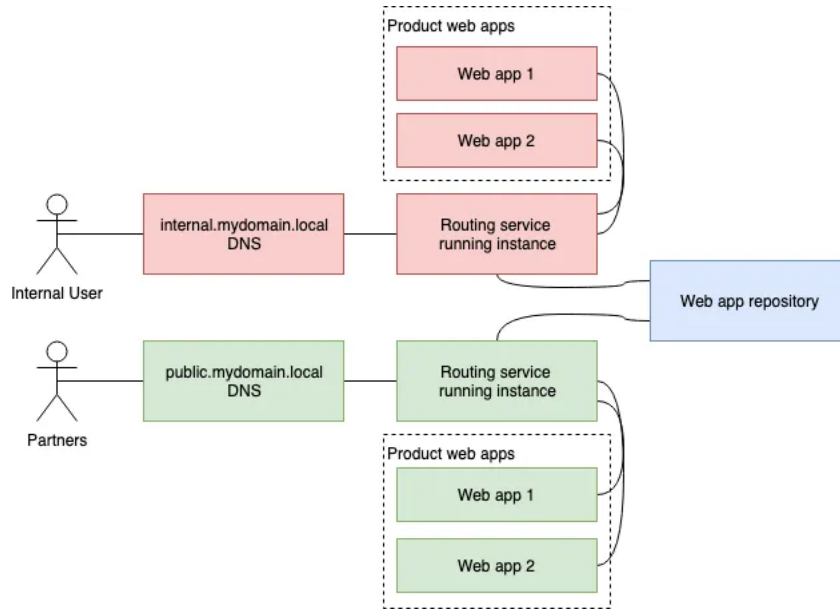 Product web apps
Web app 1
Web app 2
internal.mydomain.local
DNS
Routing service
running instance
Internal User
Web app repository
public.mydomain.local
DNS
Routing service
running instance
Partners
Product web apps
Web app 1
Web app 2